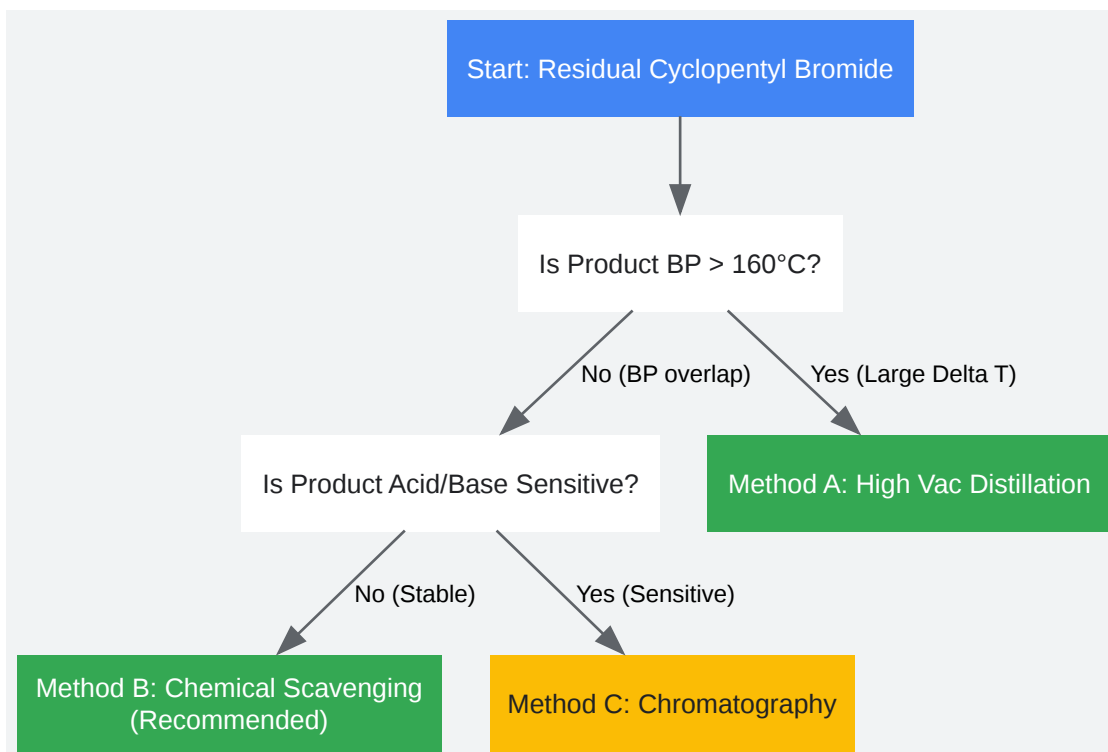 Start: Residual Cyclopentyl Bromide
Is Product BP > 160°C?
No (BP overlap)
Yes (Large Delta T)
Is Product Acid/Base Sensitive?
Method A: High Vac Distillation
No (Stable)
Yes (Sensitive)
Method B: Chemical Scavenging
(Recommended)
Method C: Chromatography